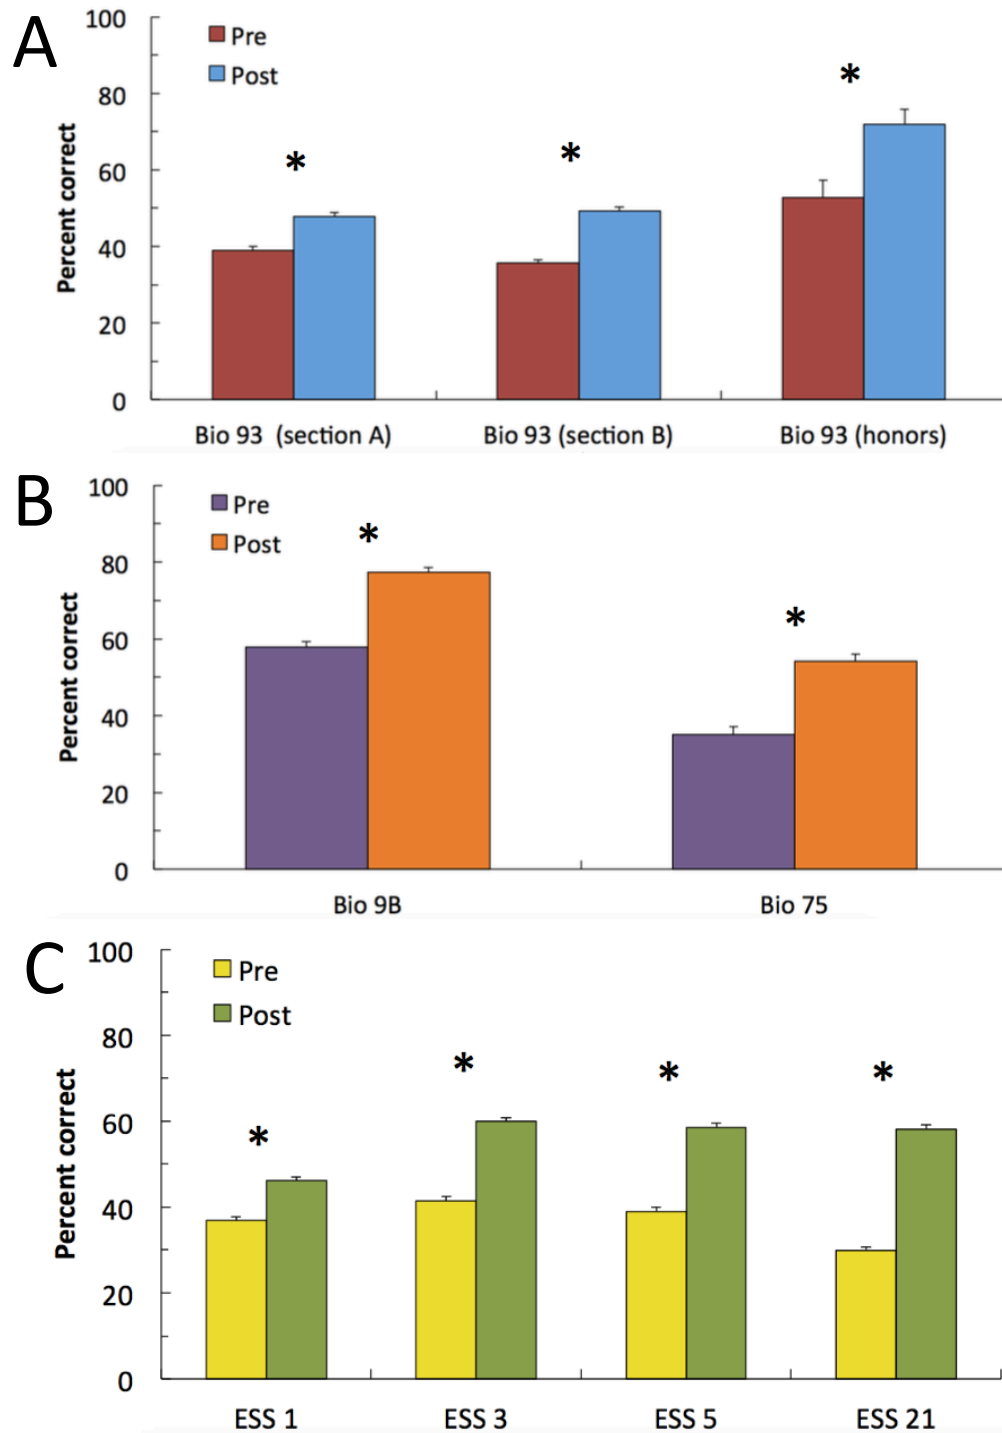 A
Percent correct
100
80
60
40
20
0
Pre
Post
*
*
*
Bio 93 (section A)
Bio 93 (section B)
Bio 93 (honors)
B
Percent correct
100
80
60
40
20
0
Pre
Post
*
*
Bio 9B
Bio 75
C
Percent correct
100
80
60
40
20
0
Pre
Post
*
*
*
*
ESS 1
ESS 3
ESS 5
ESS 21